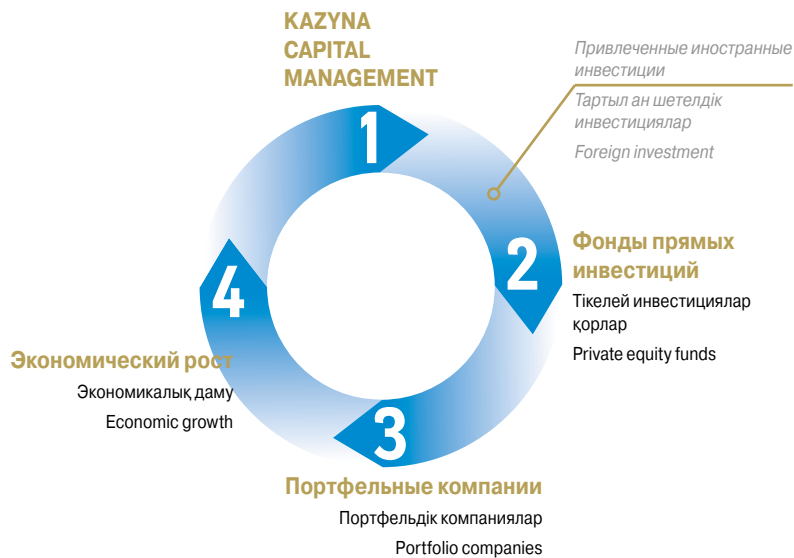 KAZYNA
CAPITAL
MANAGEMENT
Привлеченные иностранные
инвестиции
Тартыл ан шетелдік
инвестициялар
Foreign investment
1
2
Фонды прямых
инвестиций
Тікелей инвестициялар
қорлар
Private equity funds
4
Экономический рост
Экономикалық даму
Economic growth
3
Портфельные компании
Портфельдік компаниялар
Portfolio companies